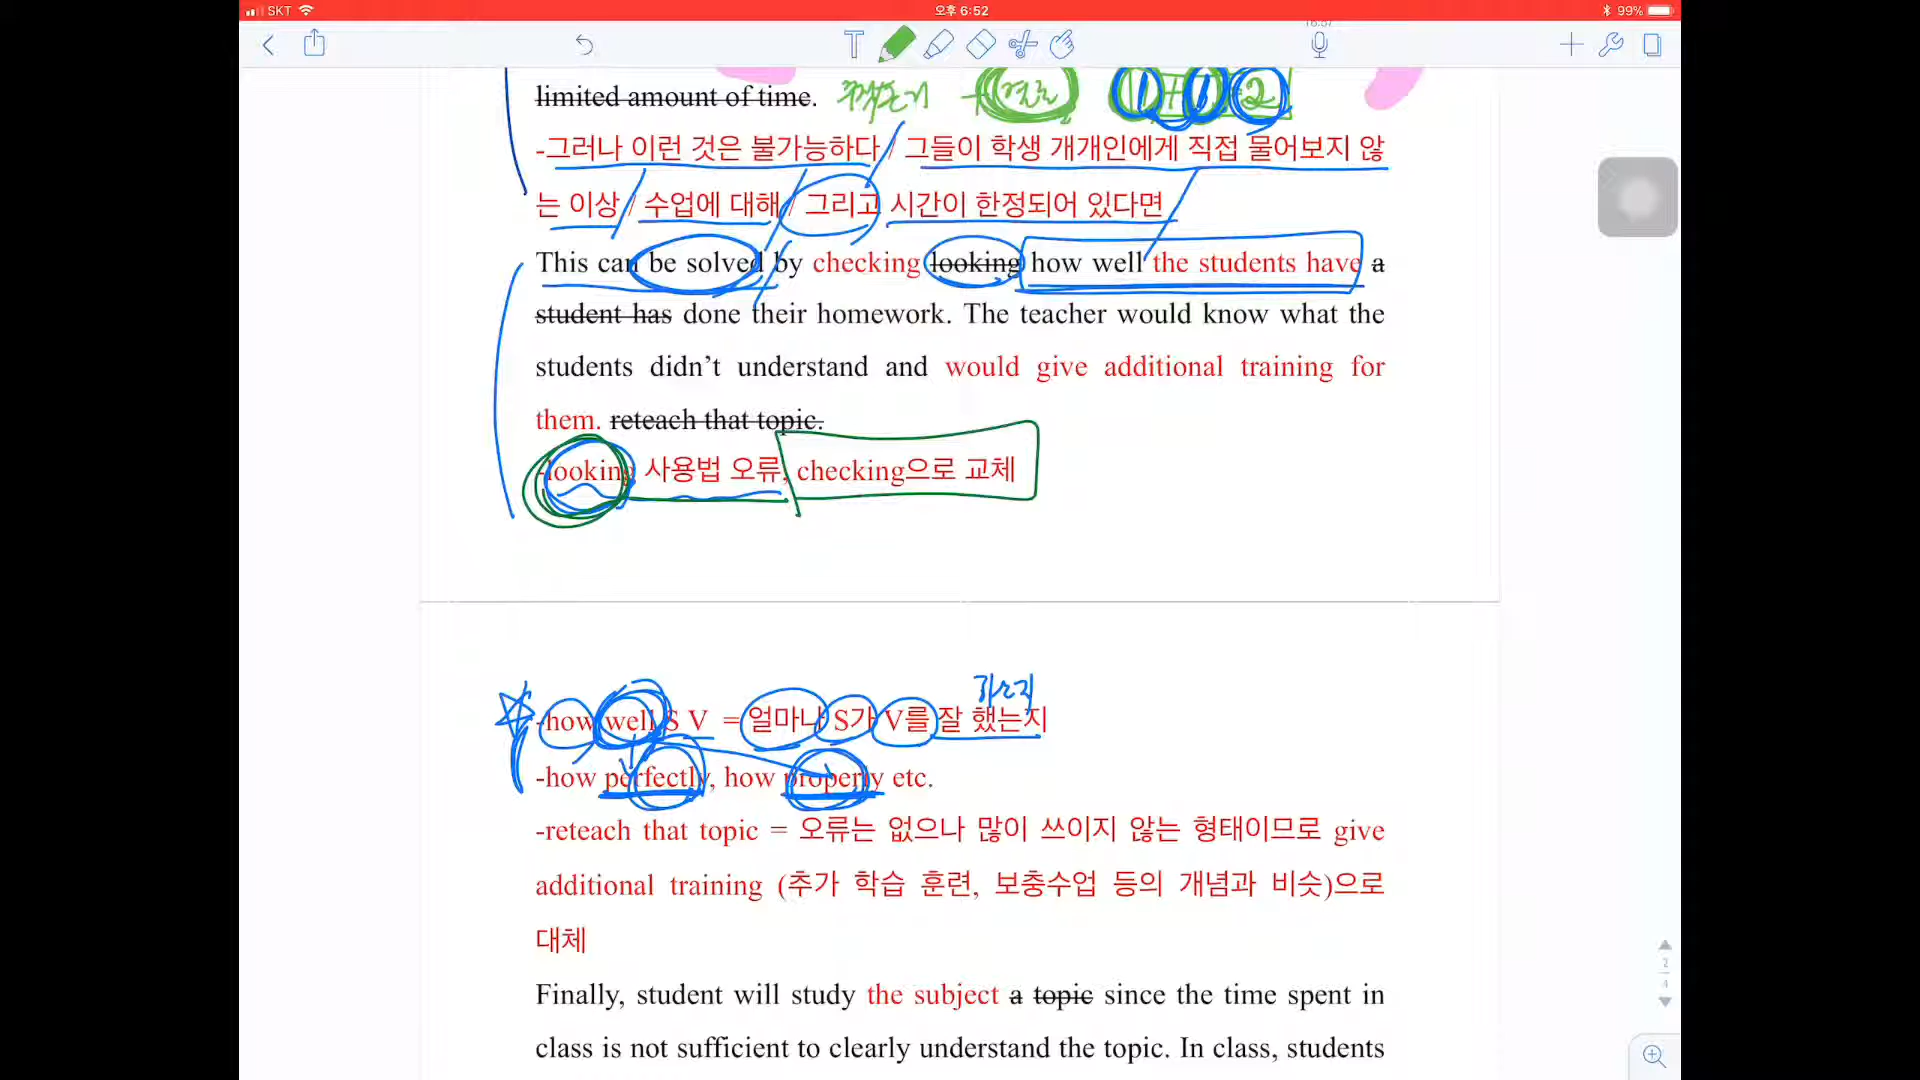 SKT 오후 6:52 99%
limited amount of time. + 결론 1+1=2
-그러나 이런 것은 불가능하다 / 그들이 학생 개개인에게 직접 물어보지 않
는 이상 / 수업에 대해 / 그리고 시간이 한정되어 있다면
This can be solved by checking looking how well the students have a
student has done their homework. The teacher would know what the
students didn't understand and would give additional training for
them. reteach that topic.
-looking 사용법 오류, checking으로 교체
하는지
-how well S V = 얼마나 S가 V를 잘 했는지
-how perfectly, how properly etc.
-reteach that topic = 오류는 없으나 많이 쓰이지 않는 형태이므로 give
additional training (추가 학습 훈련, 보충수업 등의 개념과 비슷)으로
대체
2
4
Finally, student will study the subject a topic since the time spent in
class is not sufficient to clearly understand the topic. In class, students